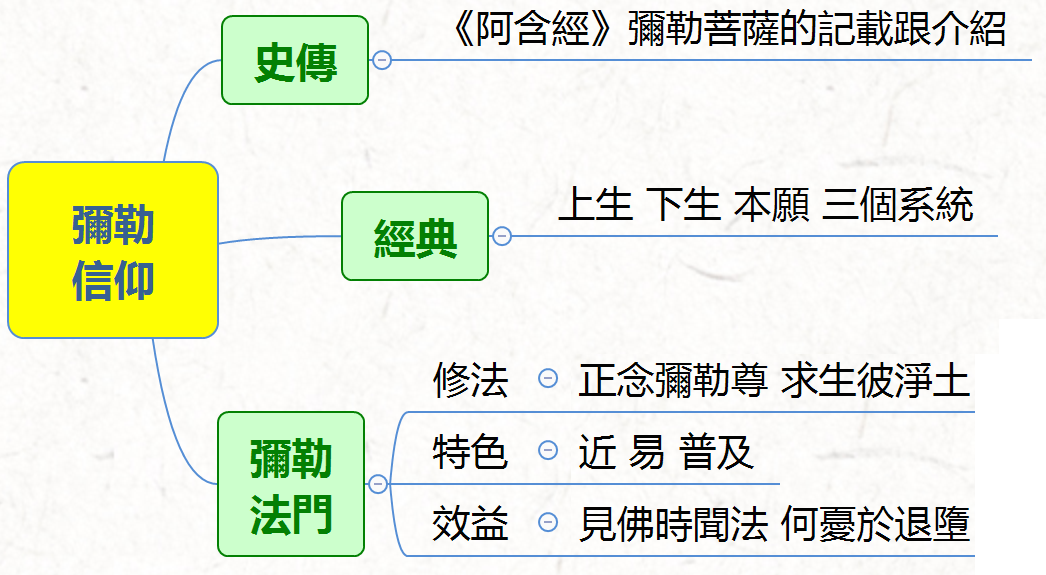 彌勒
信仰
史傳
《阿含經》彌勒菩薩的記載跟介紹
經典
上生 下生 本願 三個系統
彌勒
法門
修法 正念彌勒尊 求生彼淨土
特色 近 易 普及
效益 見佛時聞法 何憂於退墮